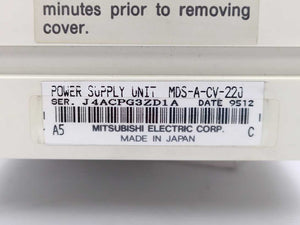 minutes prior to removing
cover.
POWER SUPPLY UNIT MDS-A-CV-220
SER. J4ACPG3ZD1A DATE 9512
A5 MITSUBISHI ELECTRIC CORP. C
MADE IN JAPAN